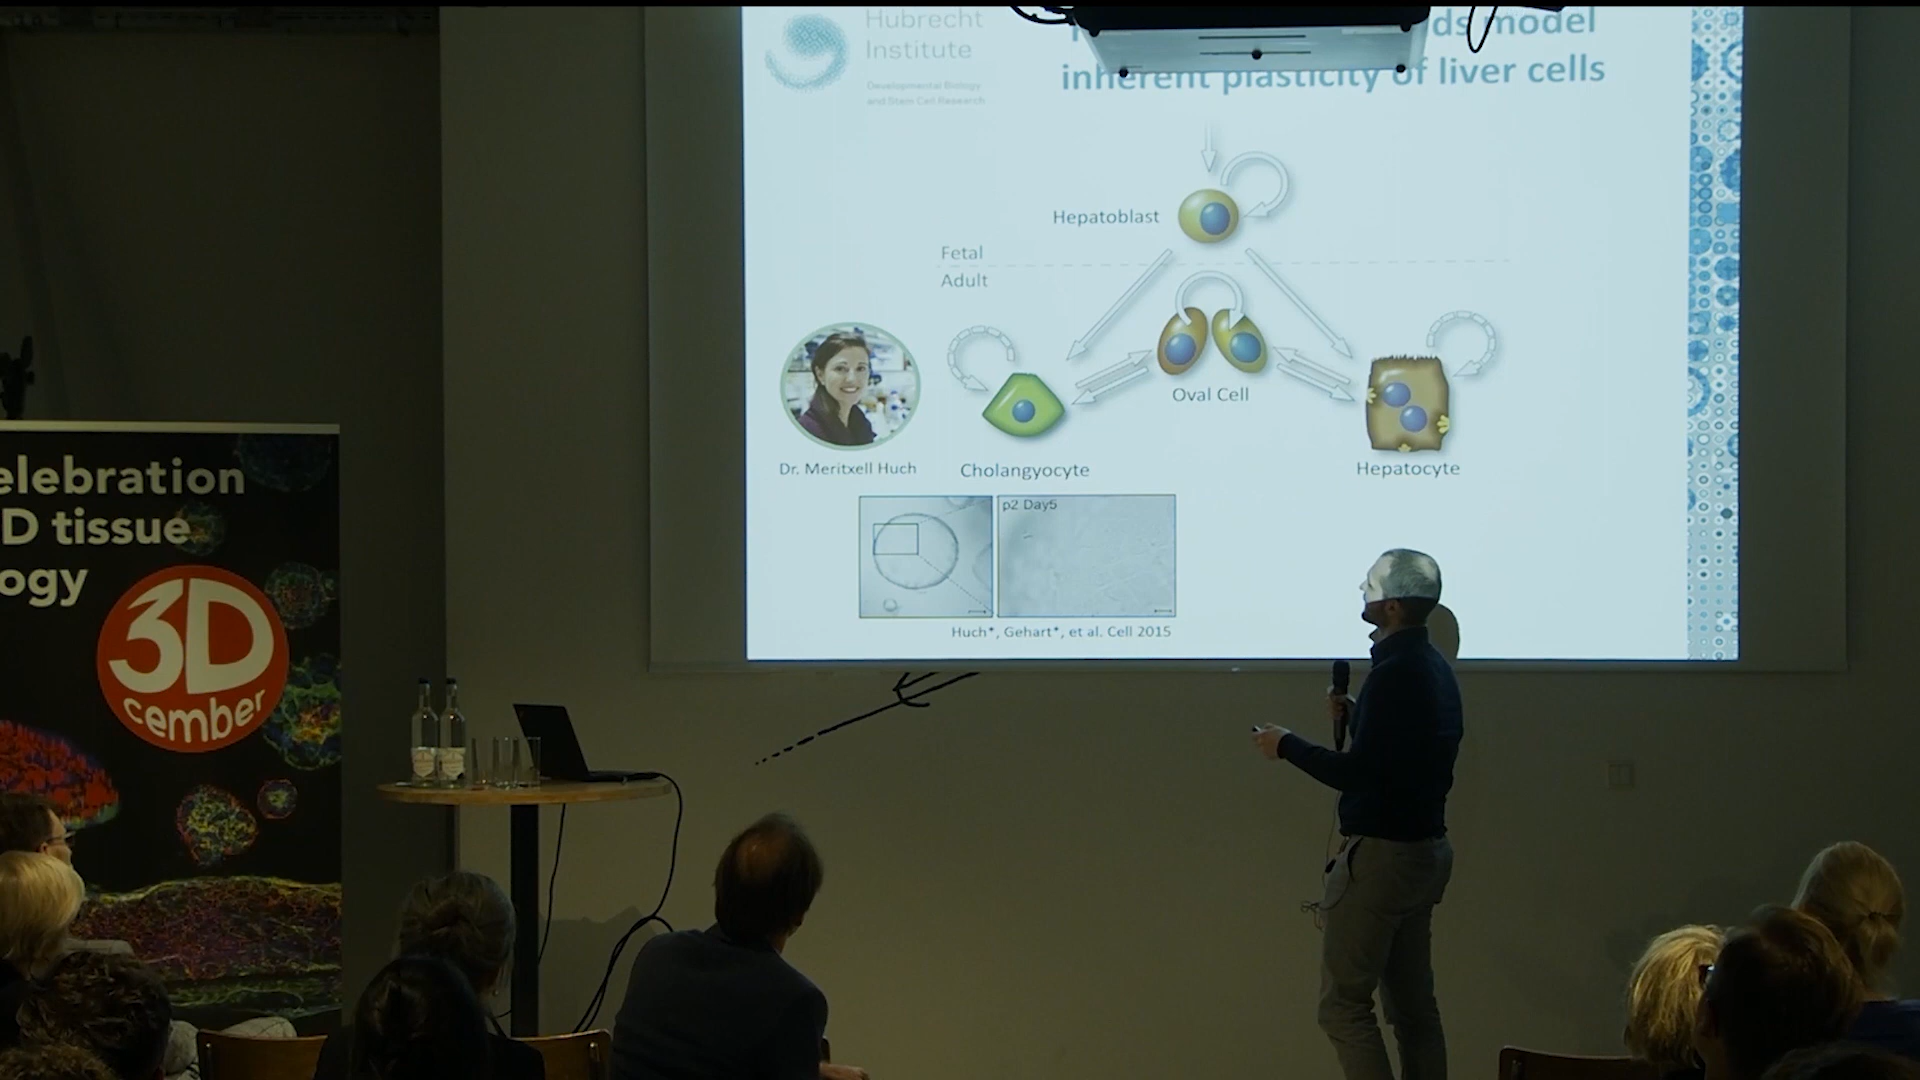 Hubrecht
Institute
Developmental Biology
and Stem Cell Research
model
inherent plasticity of liver cells
Hepatoblast
Fetal
Adult
Oval Cell
Dr. Meritxell Huch
Cholangyocyte
Hepatocyte
p2 Day5
Huch*, Gehart*, et al. Cell 2015
elebration
D tissue
ogy
3D
cember